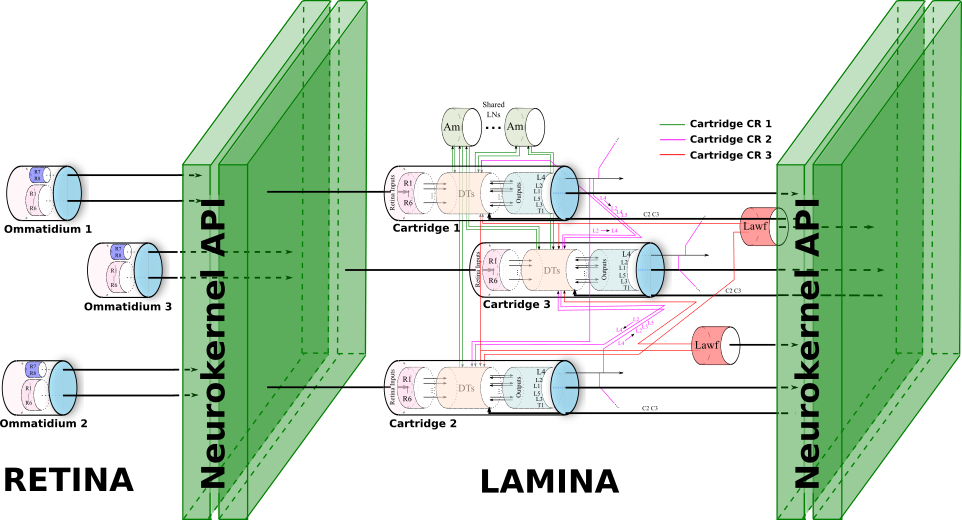 Shared
LNs
Am
Am
Cartridge CR 1
Cartridge CR 2
Cartridge CR 3
R7
R8
R1
R6
Ommatidium 1
Retina Inputs
R1
R6
DTs
Outputs
L4
L2
L1
L5
L3
T1
Cartridge 1
C2 C3
Lawf
L2
L4
R7
R8
R1
R6
Ommatidium 3
Retina Inputs
R1
R6
DTs
Outputs
L4
L2
L1
L5
L3
T1
Cartridge 3
C2 C3
Lawf
R7
R8
R1
R6
Ommatidium 2
Retina Inputs
R1
R6
DTs
Outputs
L4
L2
L1
L5
L3
T1
Cartridge 2
C2 C3
Neurokernel API
Neurokernel API
RETINA
LAMINA